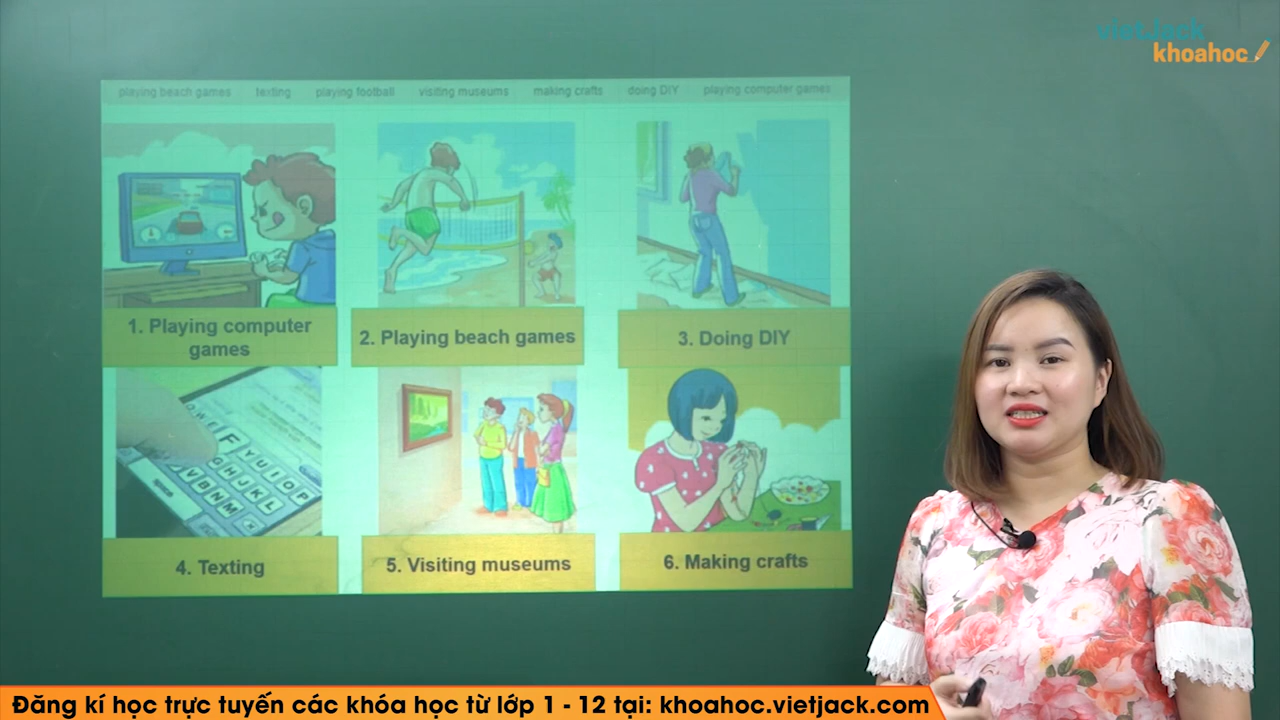 vietJack
khoahoc
playing beach games texting playing football visiting museums making crafts doing DIY playing computer games
1. Playing computer
games
2. Playing beach games
3. Doing DIY
4. Texting
5. Visiting museums
6. Making crafts
Đăng kí học trực tuyến các khóa học từ lớp 1 - 12 tại: khoahoc.vietjack.com